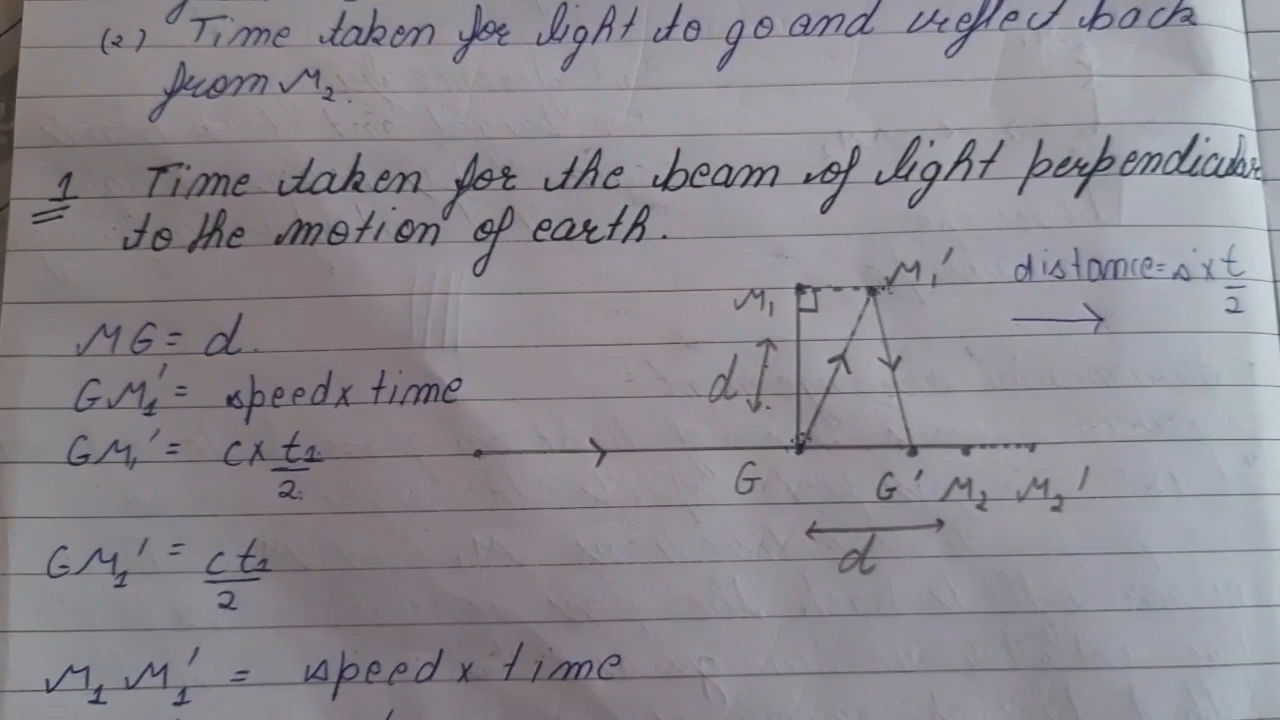 (2) Time taken for light to go and reflect back
from M₂.
1 Time taken for the beam of light perpendicular
to the motion of earth.
M₁ M₁' distance = s × t/2
MG = d.
d
GM₁' = speed x time
GM₁' = c x t₁/2
G G' M₂ M₂'
d
GM₁' = ct₁/2
M₁ M₁' = speed x time